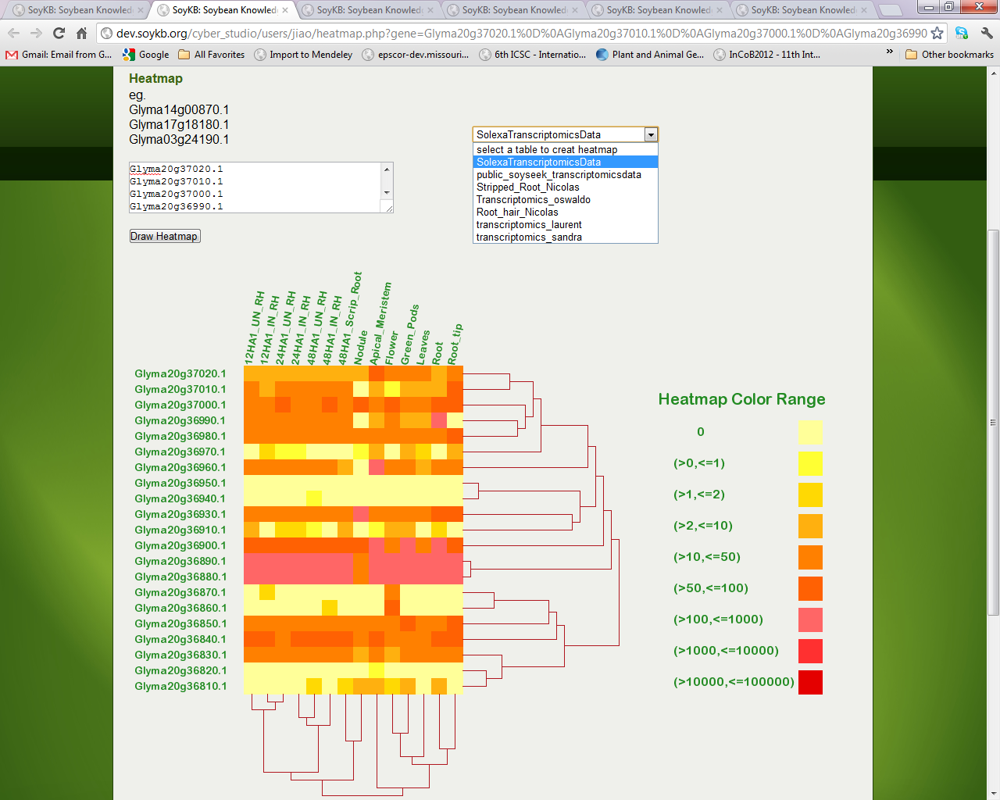 SoyKB: Soybean Knowled
SoyKB: Soybean Knowled
SoyKB: Soybean Knowledg
SoyKB: Soybean Knowled
SoyKB: Soybean Knowled
SoyKB: Soybean Knowled
dev.soykb.org/cyber_studio/users/jiao/heatmap.php?gene=Glyma20g37020.1%0D%0AGlyma20g37010.1%0D%0AGlyma20g37000.1%0D%0AGlyma20g36990
Gmail: Email from G...
Google
All Favorites
Import to Mendeley
epscor-dev.missouri...
6th ICSC - Internatio...
Plant and Animal Ge...
InCoB2012 - 11th Int...
»
Other bookmarks
Heatmap
eg.
Glyma14g00870.1
Glyma17g18180.1
Glyma03g24190.1
Glyma20g37020.1
Glyma20g37010.1
Glyma20g37000.1
Glyma20g36990.1
Draw Heatmap
SolexaTranscriptomicsData
select a table to creat heatmap
SolexaTranscriptomicsData
public_soyseek_transcriptomicsdata
Stripped_Root_Nicolas
Transcriptomics_oswaldo
Root_hair_Nicolas
transcriptomics_laurent
transcriptomics_sandra
12HA1_UN_RH
12HA1_IN_RH
24HA1_UN_RH
24HA1_IN_RH
48HA1_UN_RH
48HA1_IN_RH
48HA1_Scrip_Root
Nodule
Apical_Meristem
Flower
Green_Pods
Leaves
Root
Root_tip
Glyma20g37020.1
Glyma20g37010.1
Glyma20g37000.1
Glyma20g36990.1
Glyma20g36980.1
Glyma20g36970.1
Glyma20g36960.1
Glyma20g36950.1
Glyma20g36940.1
Glyma20g36930.1
Glyma20g36910.1
Glyma20g36900.1
Glyma20g36890.1
Glyma20g36880.1
Glyma20g36870.1
Glyma20g36860.1
Glyma20g36850.1
Glyma20g36840.1
Glyma20g36830.1
Glyma20g36820.1
Glyma20g36810.1
Heatmap Color Range
0
(>0,<=1)
(>1,<=2)
(>2,<=10)
(>10,<=50)
(>50,<=100)
(>100,<=1000)
(>1000,<=10000)
(>10000,<=100000)